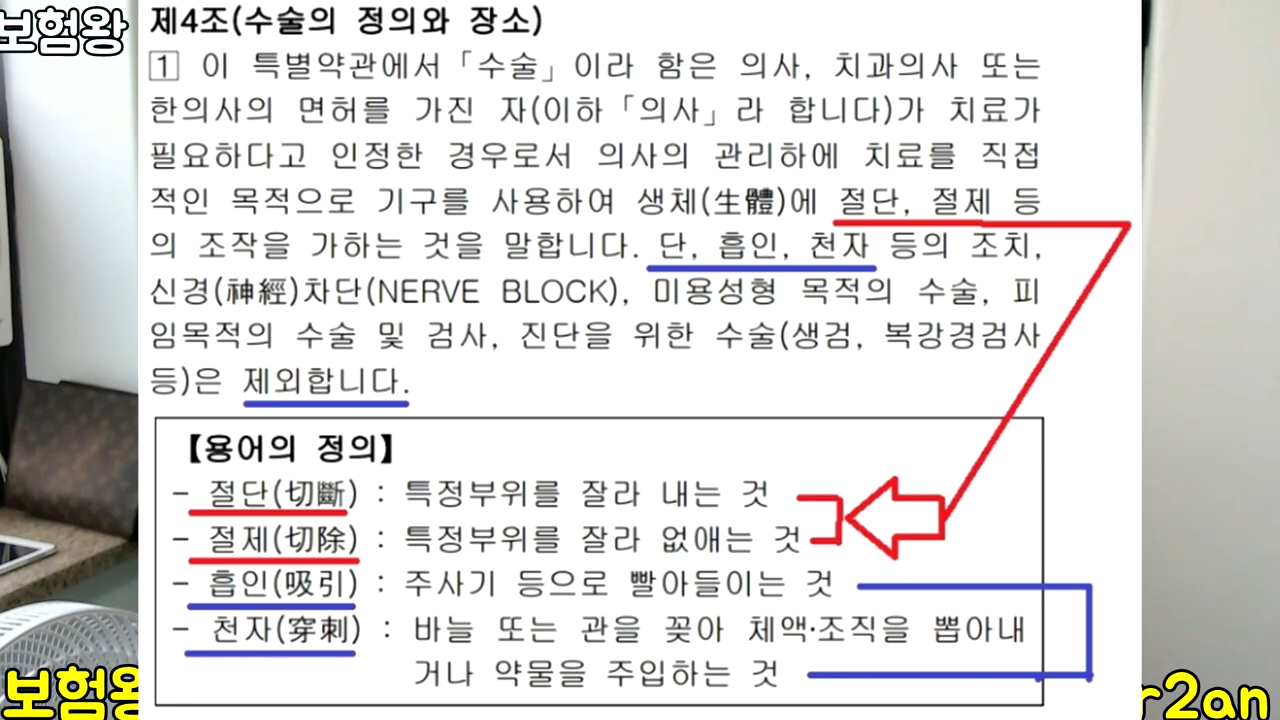 보험왕
제4조(수술의 정의와 장소)
1 이 특별약관에서「수술」이라 함은 의사, 치과의사 또는
한의사의 면허를 가진 자(이하「의사」라 합니다)가 치료가
필요하다고 인정한 경우로서 의사의 관리하에 치료를 직접
적인 목적으로 기구를 사용하여 생체(生體)에 절단, 절제 등
의 조작을 가하는 것을 말합니다. 단, 흡인, 천자 등의 조치,
신경(神經)차단(NERVE BLOCK), 미용성형 목적의 수술, 피
임목적의 수술 및 검사, 진단을 위한 수술(생검, 복강경검사
등)은 제외합니다.
【용어의 정의】
- 절단(切斷) : 특정부위를 잘라 내는 것
- 절제(切除) : 특정부위를 잘라 없애는 것
- 흡인(吸引) : 주사기 등으로 빨아들이는 것
- 천자(穿刺) : 바늘 또는 관을 꽂아 체액·조직을 뽑아내
거나 약물을 주입하는 것
보험왕
r2an